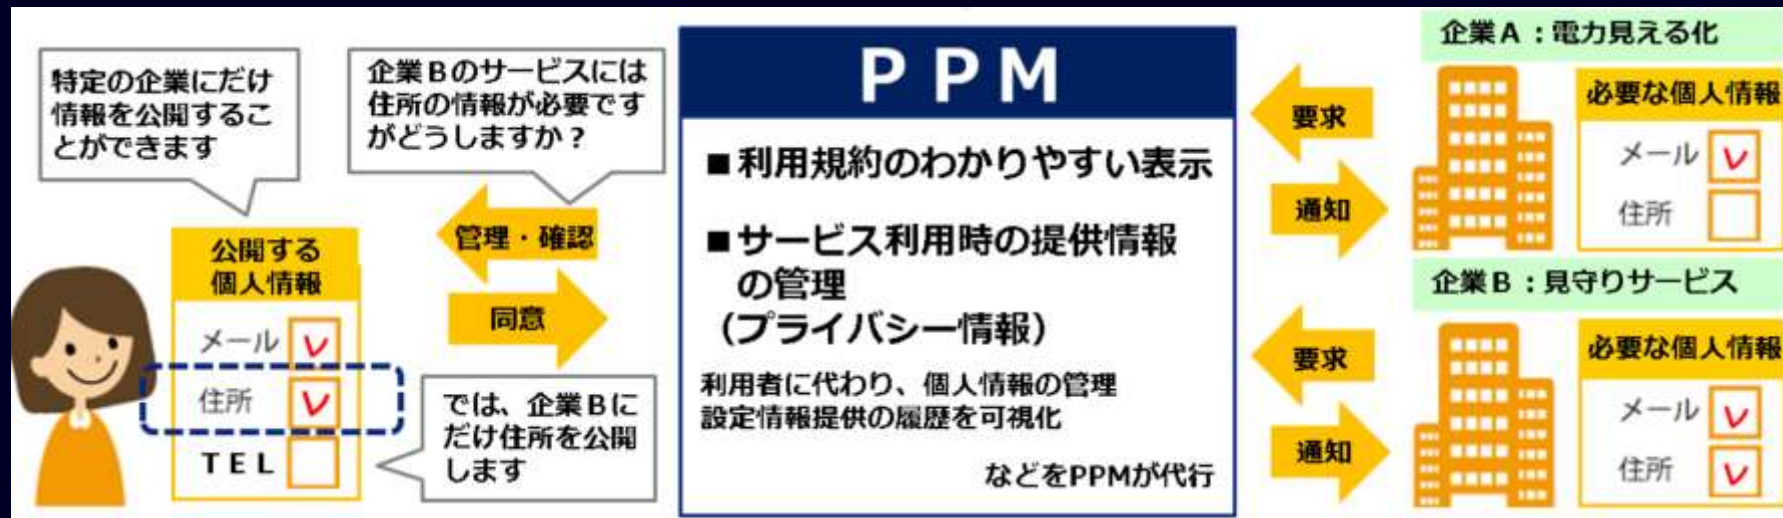 特定の企業にだけ
情報を公開するこ
とができます
企業Bのサービスには
住所の情報が必要です
がどうしますか？
管理・確認
同意
公開する
個人情報
メール
住所
TEL
では、企業Bに
だけ住所を公開
します
PPM
■利用規約のわかりやすい表示
■サービス利用時の提供情報
の管理
（プライバシー情報）
利用者に代わり、個人情報の管理
設定情報提供の履歴を可視化
などをPPMが代行
要求
通知
企業A：電力見える化
必要な個人情報
メール
住所
要求
通知
企業B：見守りサービス
必要な個人情報
メール
住所